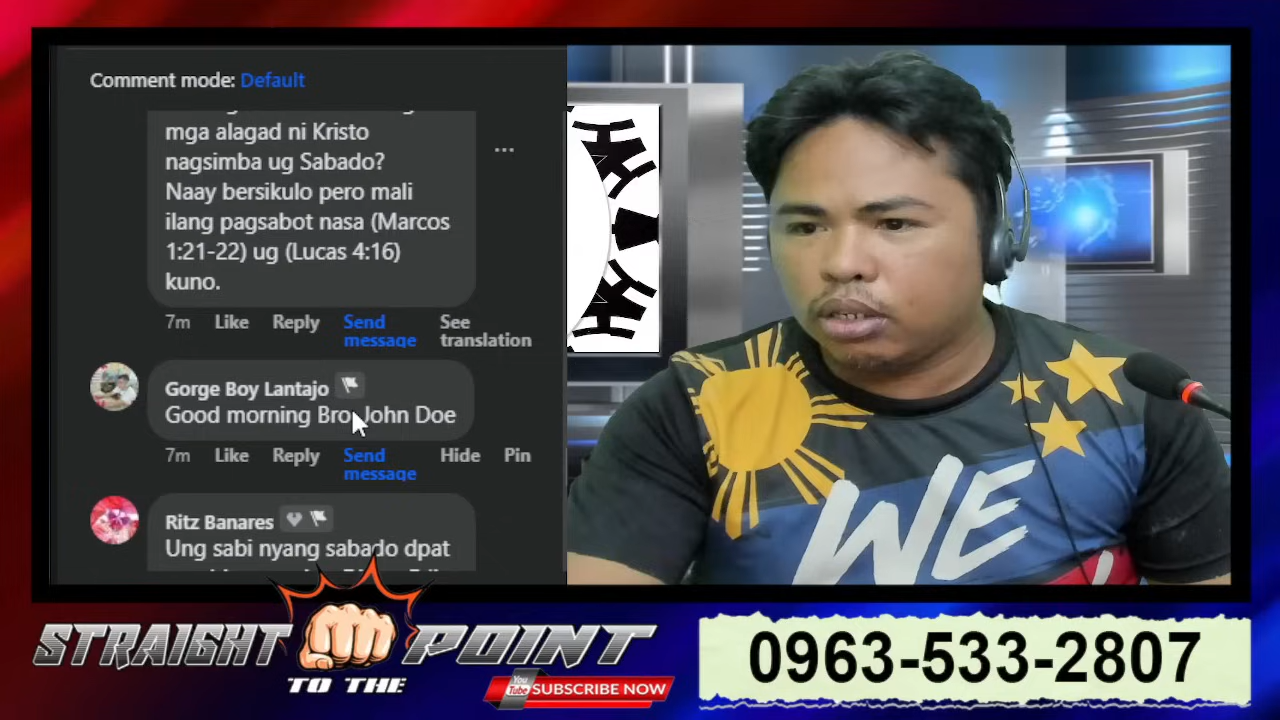 Comment mode: Default
mga alagad ni Kristo
nagsimba ug Sabado?
Naay bersikulo pero mali
ilang pagsabot nasa (Marcos
1:21-22) ug (Lucas 4:16)
kuno.
7m Like Reply Send message See translation
Gorge Boy Lantajo
Good morning Bro. John Doe
7m Like Reply Send message Hide Pin
Ritz Banares
Ung sabi nyang sabado dpat
WE
STRAIGHT
TO THE
POINT
You
Tube
SUBSCRIBE NOW
0963-533-2807